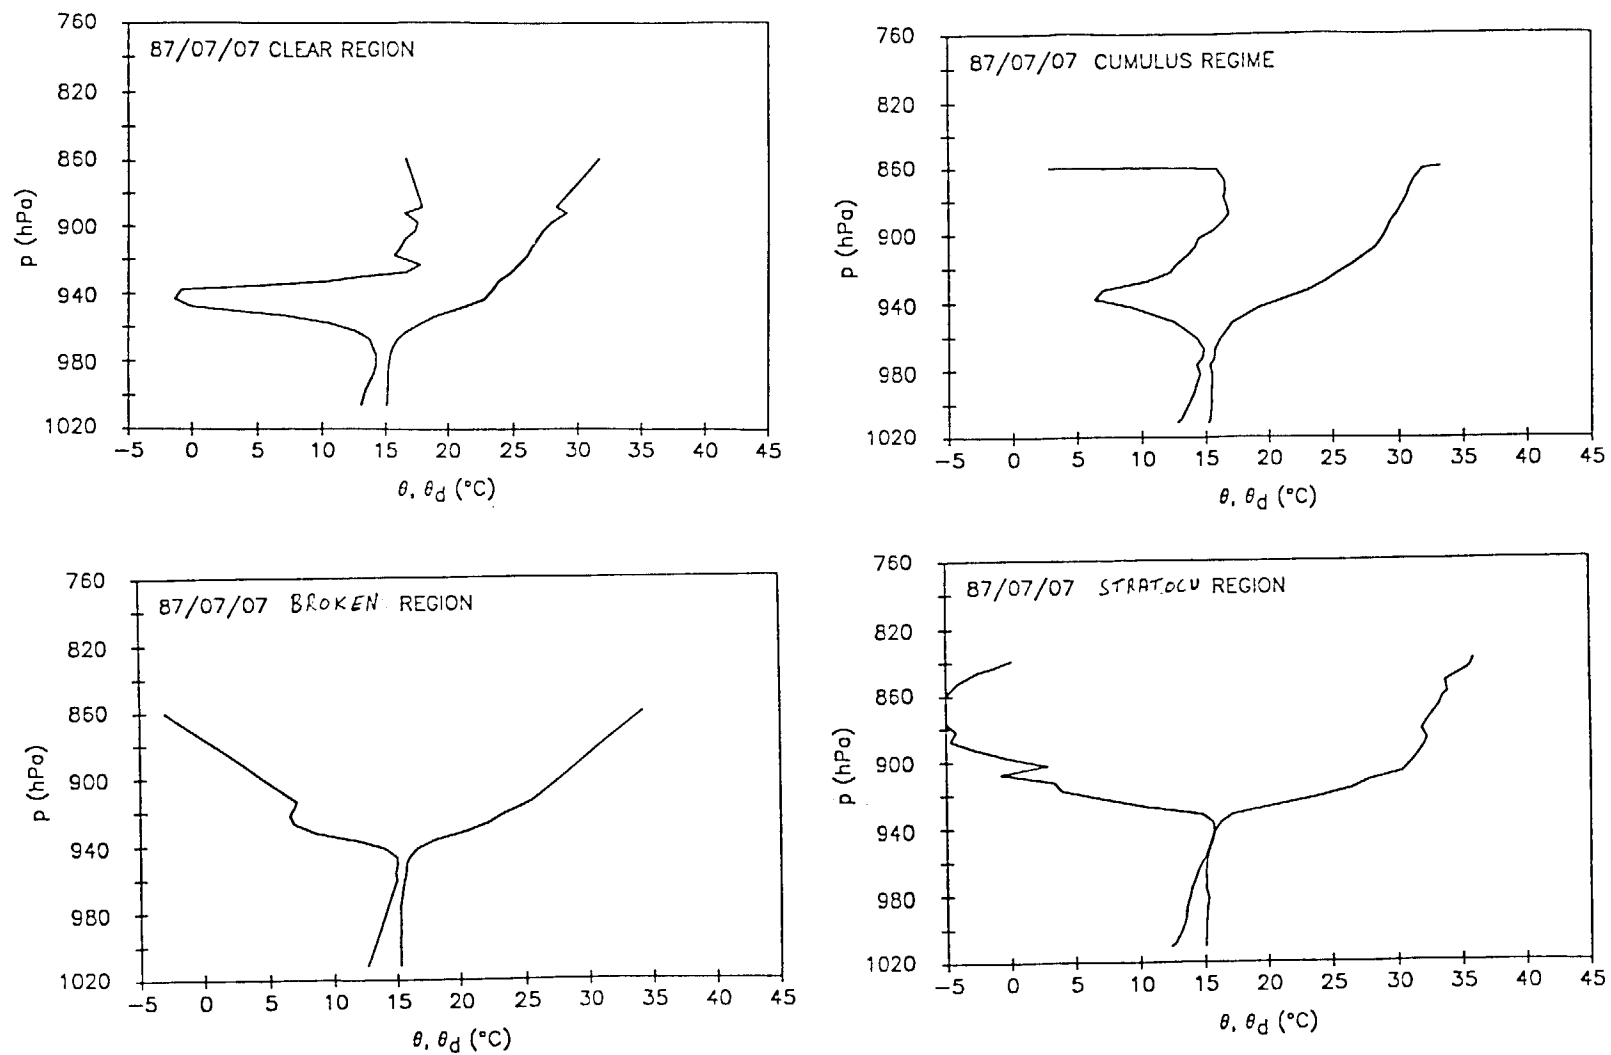 87/07/07 CLEAR REGION
760
820
860
900
940
980
1020
p (hPa)
-5 0 5 10 15 20 25 30 35 40 45
θ, θd (°C)
87/07/07 CUMULUS REGIME
760
820
860
900
940
980
1020
p (hPa)
-5 0 5 10 15 20 25 30 35 40 45
θ, θd (°C)
87/07/07 BROKEN REGION
760
820
860
900
940
980
1020
p (hPa)
-5 0 5 10 15 20 25 30 35 40 45
θ, θd (°C)
87/07/07 STRATOCU REGION
760
820
860
900
940
980
1020
p (hPa)
-5 0 5 10 15 20 25 30 35 40 45
θ, θd (°C)